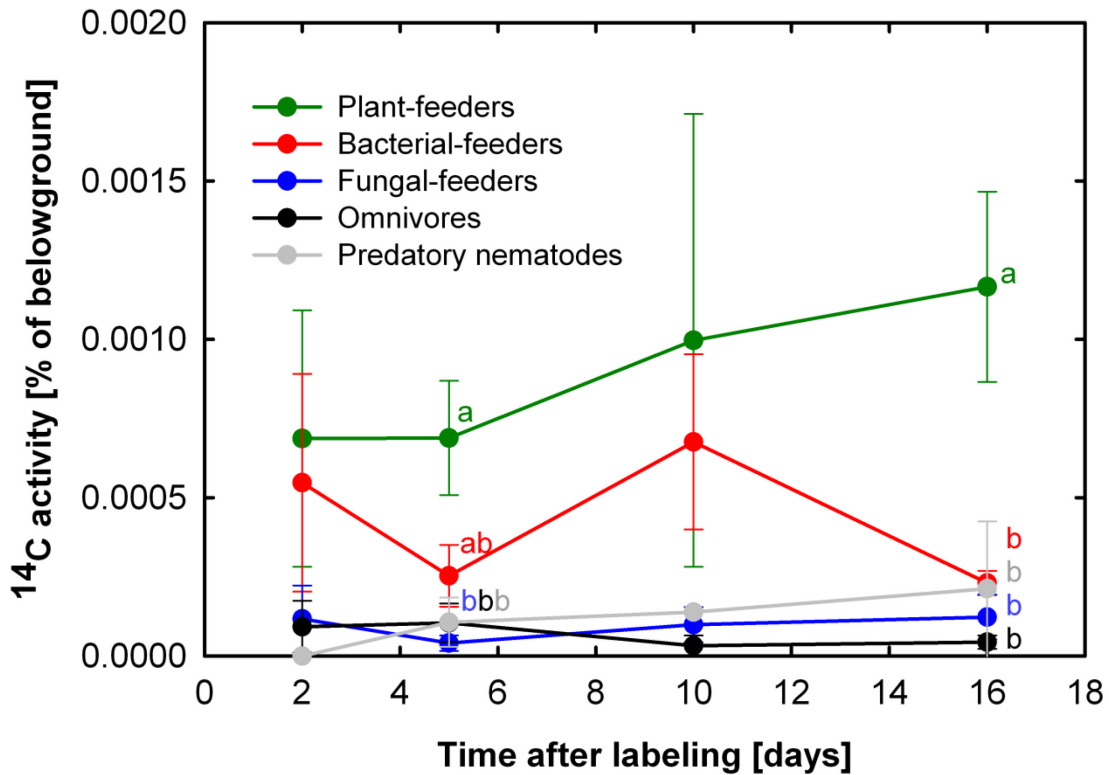 0.0020
0.0015
0.0010
0.0005
0.0000
¹⁴C activity [% of belowground]
Plant-feeders
Bacterial-feeders
Fungal-feeders
Omnivores
Predatory nematodes
a
a
ab
bbb
b
b
b
b
0 2 4 6 8 10 12 14 16 18
Time after labeling [days]